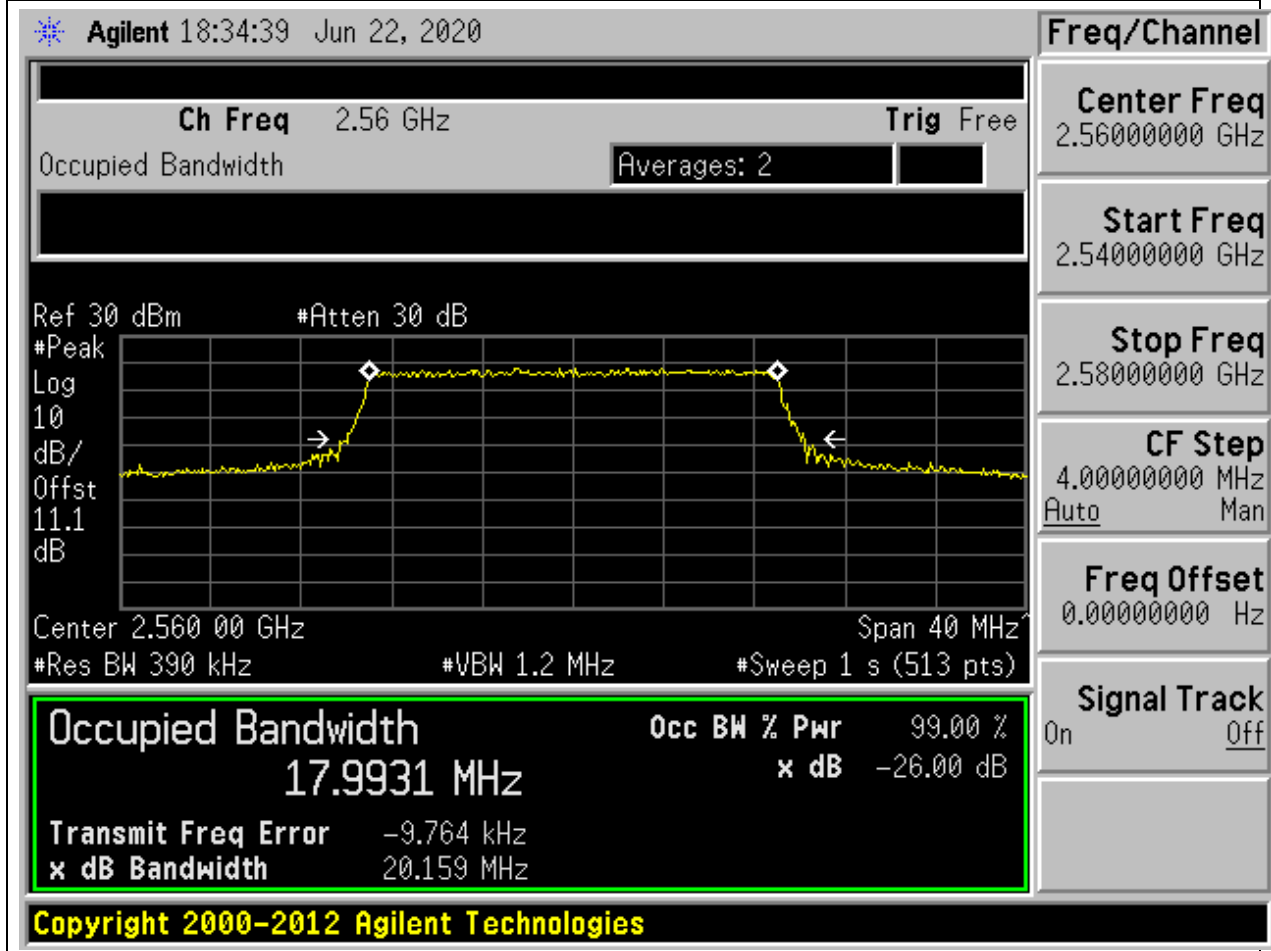 Agilent 18:34:39 Jun 22, 2020
Ch Freq 2.56 GHz Trig Free
Occupied Bandwidth Averages: 2
Ref 30 dBm #Atten 30 dB
#Peak
Log
10
dB/
Offst
11.1
dB
Center 2.560 00 GHz Span 40 MHz^
#Res BW 390 kHz #VBW 1.2 MHz #Sweep 1 s (513 pts)
Occupied Bandwidth
17.9931 MHz
Occ BW % Pwr 99.00 %
x dB -26.00 dB
Transmit Freq Error -9.764 kHz
x dB Bandwidth 20.159 MHz
Copyright 2000-2012 Agilent Technologies
Freq/Channel
Center Freq
2.56000000 GHz
Start Freq
2.54000000 GHz
Stop Freq
2.58000000 GHz
CF Step
4.00000000 MHz
Auto Man
Freq Offset
0.00000000 Hz
Signal Track
On Off